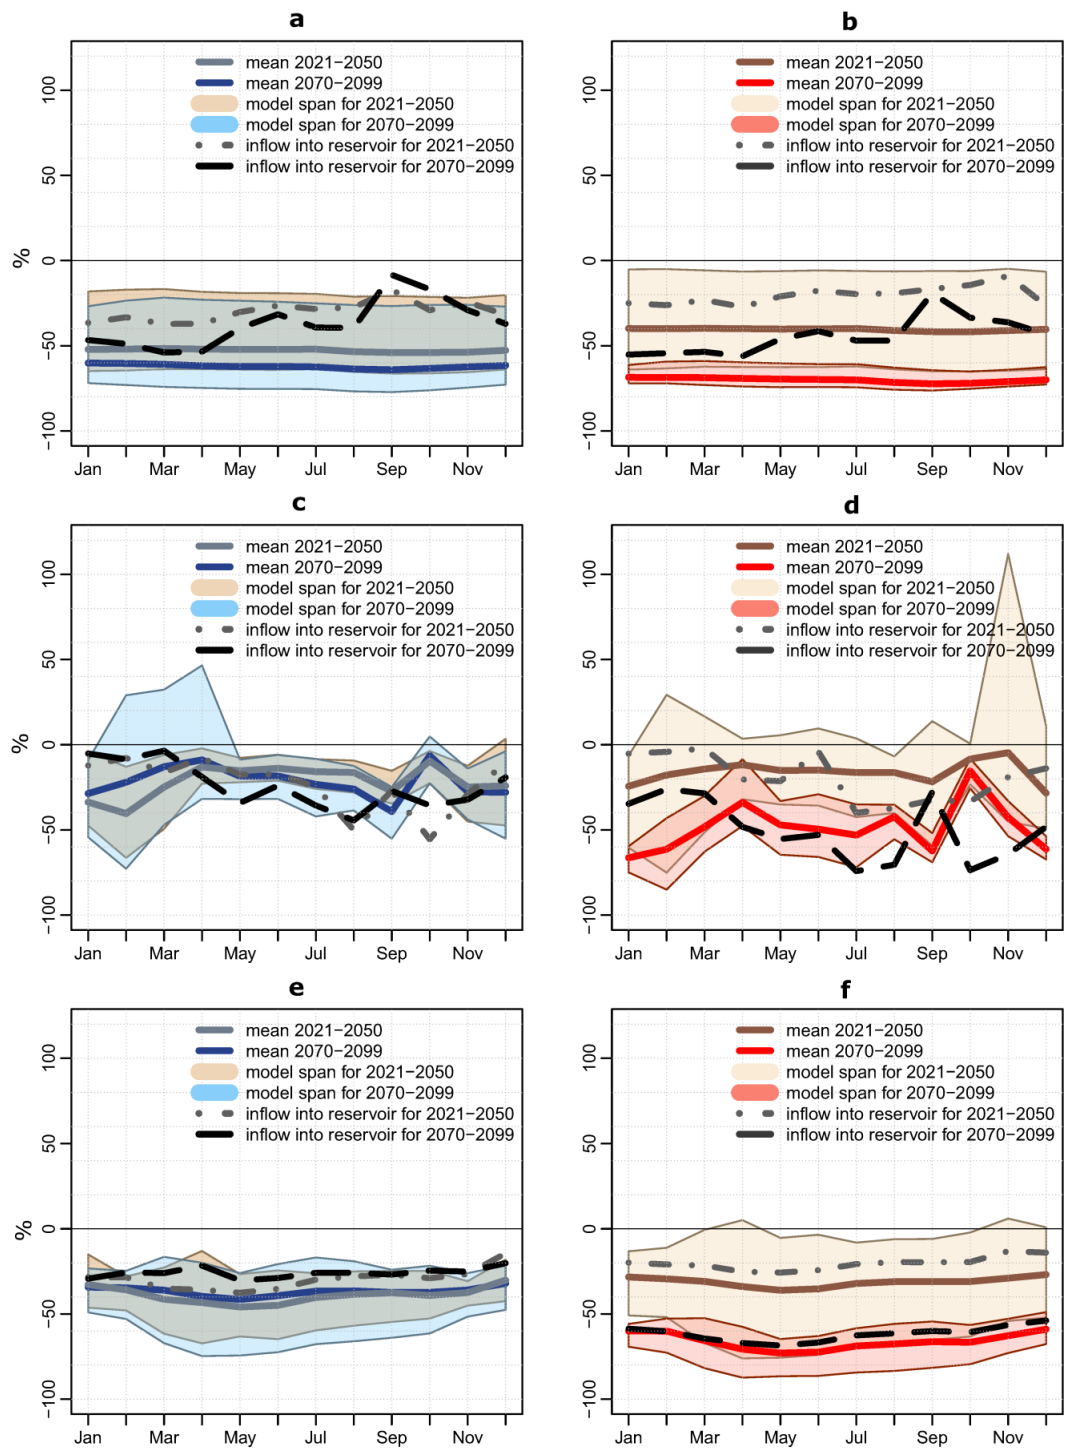 a
mean 2021−2050
mean 2070−2099
model span for 2021−2050
model span for 2070−2099
inflow into reservoir for 2021−2050
inflow into reservoir for 2070−2099
%
100
50
0
−50
−100
Jan Mar May Jul Sep Nov
b
mean 2021−2050
mean 2070−2099
model span for 2021−2050
model span for 2070−2099
inflow into reservoir for 2021−2050
inflow into reservoir for 2070−2099
100
50
0
−50
−100
Jan Mar May Jul Sep Nov
c
mean 2021−2050
mean 2070−2099
model span for 2021−2050
model span for 2070−2099
inflow into reservoir for 2021−2050
inflow into reservoir for 2070−2099
%
100
50
0
−50
−100
Jan Mar May Jul Sep Nov
d
mean 2021−2050
mean 2070−2099
model span for 2021−2050
model span for 2070−2099
inflow into reservoir for 2021−2050
inflow into reservoir for 2070−2099
100
50
0
−50
−100
Jan Mar May Jul Sep Nov
e
mean 2021−2050
mean 2070−2099
model span for 2021−2050
model span for 2070−2099
inflow into reservoir for 2021−2050
inflow into reservoir for 2070−2099
%
100
50
0
−50
−100
Jan Mar May Jul Sep Nov
f
mean 2021−2050
mean 2070−2099
model span for 2021−2050
model span for 2070−2099
inflow into reservoir for 2021−2050
inflow into reservoir for 2070−2099
100
50
0
−50
−100
Jan Mar May Jul Sep Nov